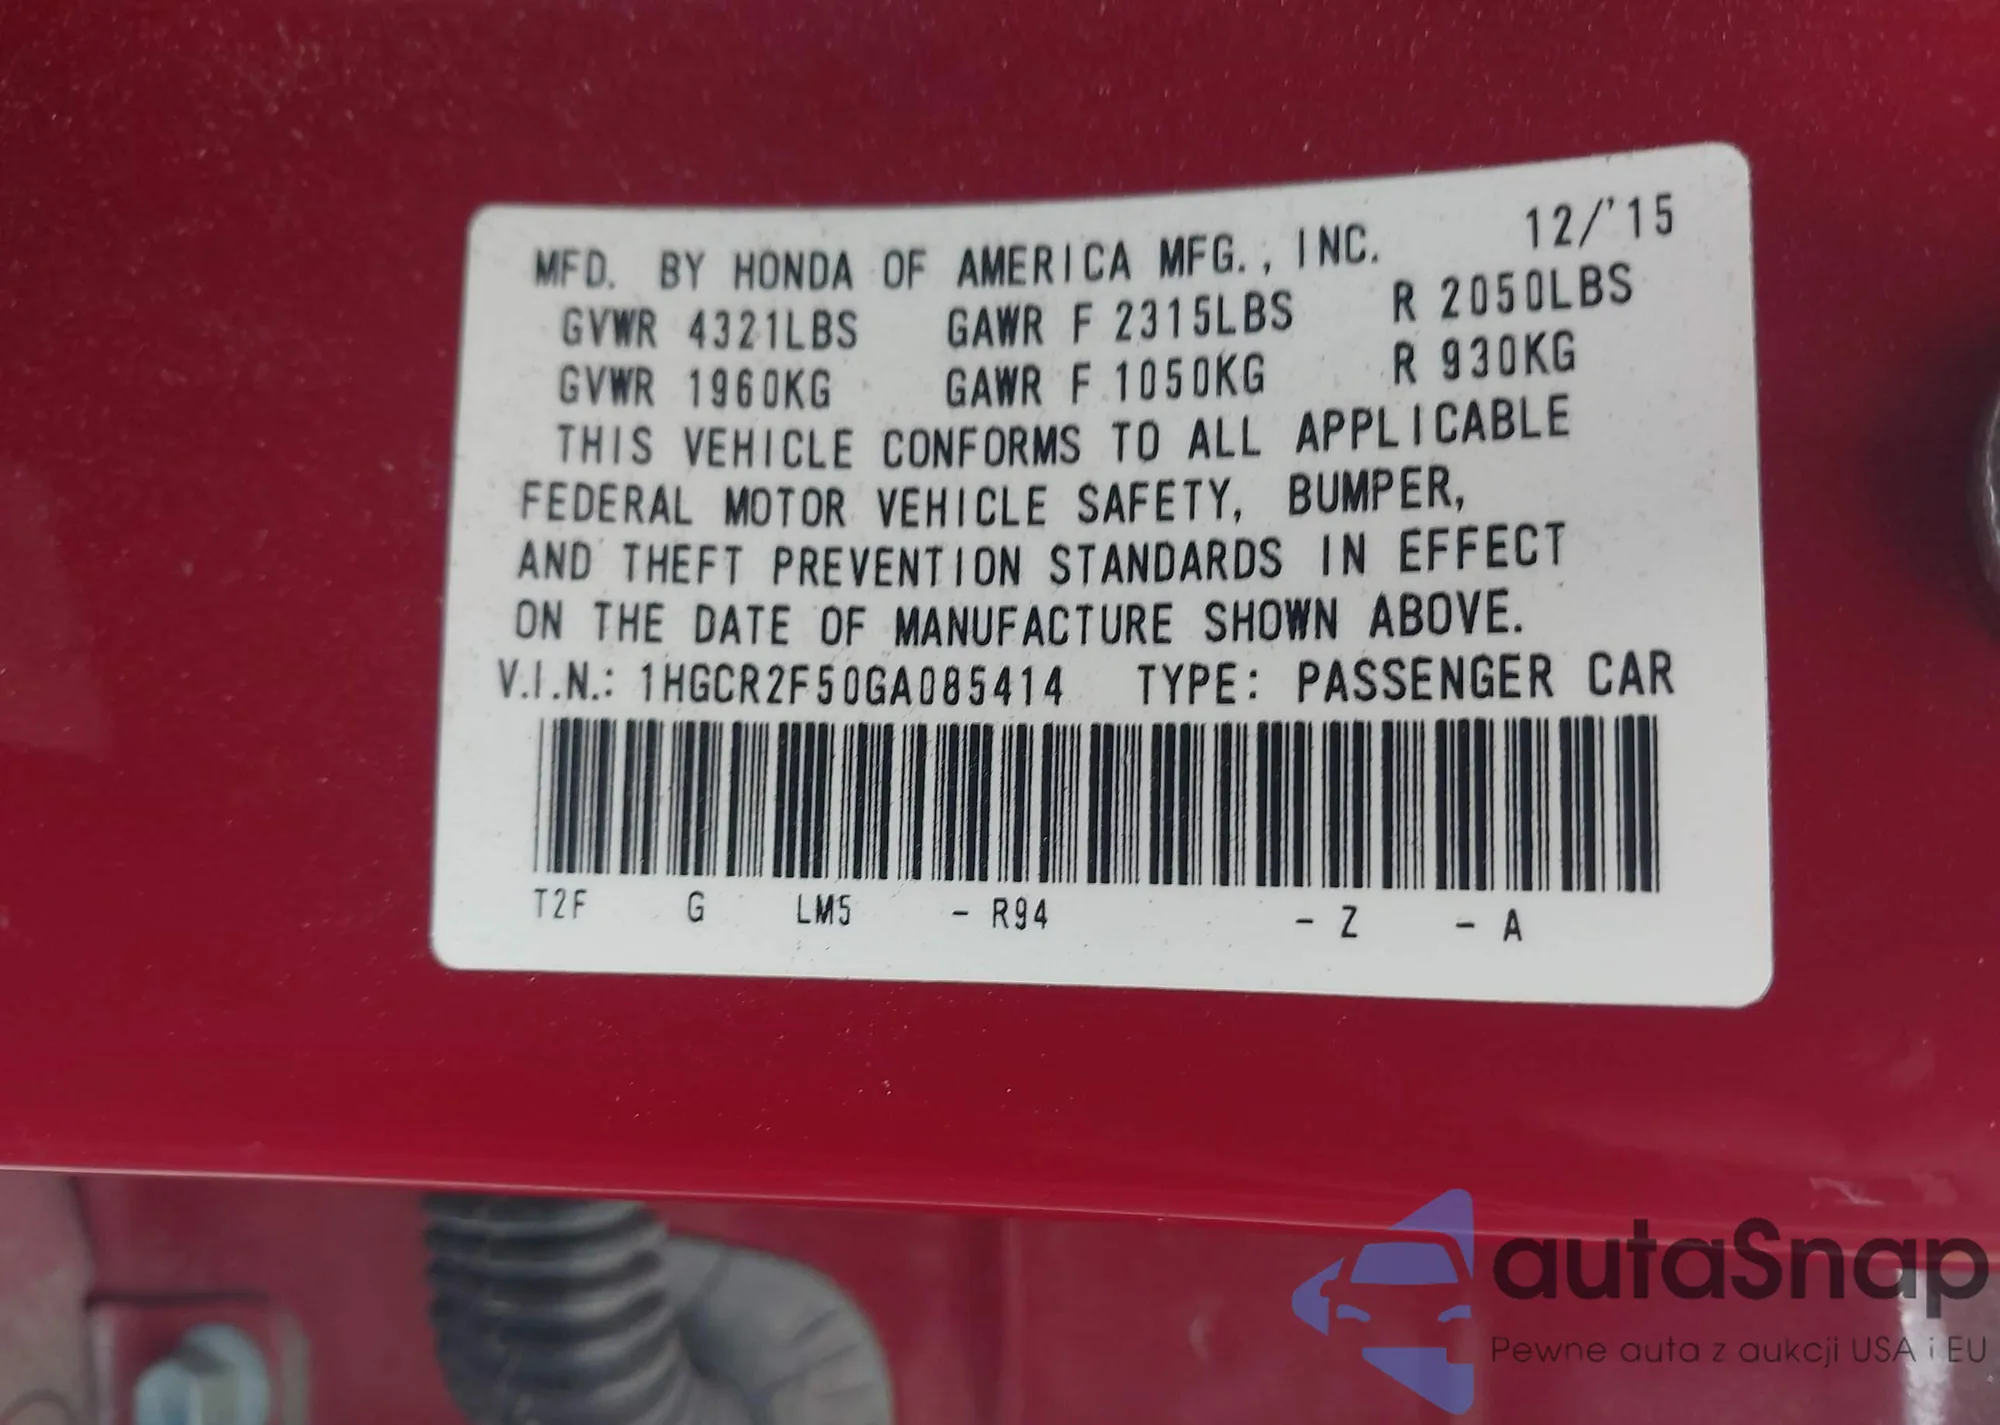 MFD. BY HONDA OF AMERICA MFG., INC. 12/'15
GVWR 4321LBS GAWR F 2315LBS R 2050LBS
GVWR 1960KG GAWR F 1050KG R 930KG
THIS VEHICLE CONFORMS TO ALL APPLICABLE
FEDERAL MOTOR VEHICLE SAFETY, BUMPER,
AND THEFT PREVENTION STANDARDS IN EFFECT
ON THE DATE OF MANUFACTURE SHOWN ABOVE.
V.I.N.: 1HGCR2F50GA085414 TYPE: PASSENGER CAR
T2F G LM5 - R94 - Z - A
autaSnap
Pewne auta z aukcji USA i EU